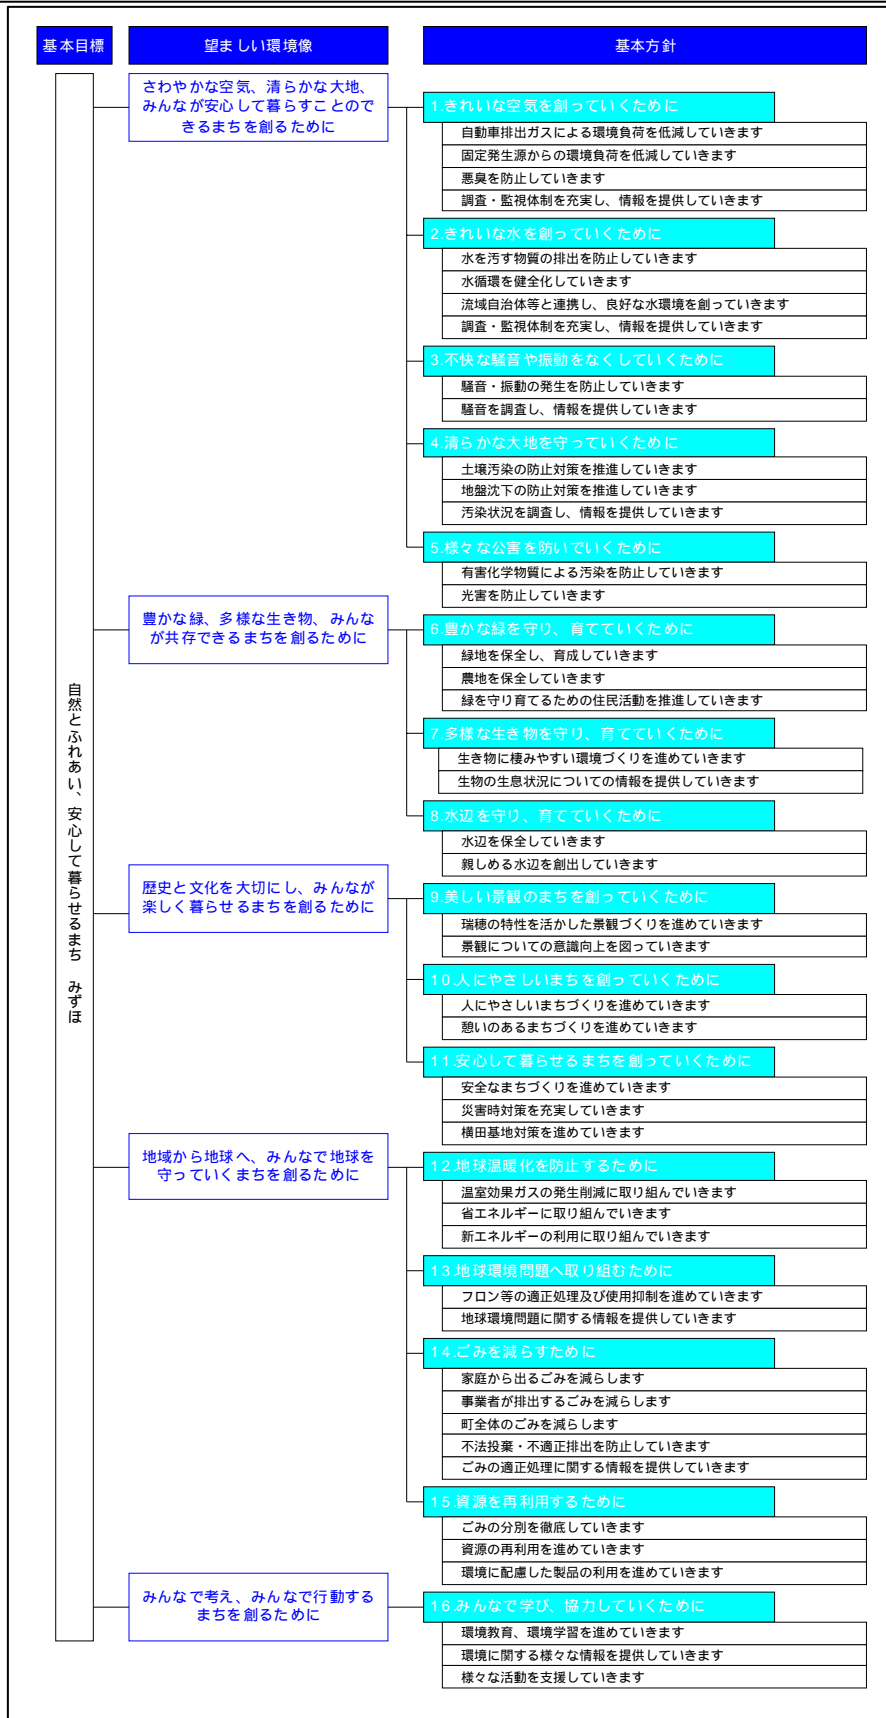 基本目標
望ましい環境像
基本方針
自然とふれあい、安心して暮らせるまち　みずほ
さわやかな空気、清らかな大地、
みんなが安心して暮らすことので
きるまちを創るために
1.きれいな空気を創っていくために
自動車排出ガスによる環境負荷を低減していきます
固定発生源からの環境負荷を低減していきます
悪臭を防止していきます
調査・監視体制を充実し、情報を提供していきます
2.きれいな水を創っていくために
水を汚す物質の排出を防止していきます
水循環を健全化していきます
流域自治体等と連携し、良好な水環境を創っていきます
調査・監視体制を充実し、情報を提供していきます
3.不快な騒音や振動をなくしていくために
騒音・振動の発生を防止していきます
騒音を調査し、情報を提供していきます
4.清らかな大地を守っていくために
土壌汚染の防止対策を推進していきます
地盤沈下の防止対策を推進していきます
汚染状況を調査し、情報を提供していきます
5.様々な公害を防いでいくために
有害化学物質による汚染を防止していきます
光害を防止していきます
豊かな緑、多様な生き物、みんな
が共存できるまちを創るために
6.豊かな緑を守り、育てていくために
緑地を保全し、育成していきます
農地を保全していきます
緑を守り育てるための住民活動を推進していきます
7.多様な生き物を守り、育てていくために
生き物に棲みやすい環境づくりを進めていきます
生物の生息状況についての情報を提供していきます
8.水辺を守り、育てていくために
水辺を保全していきます
親しめる水辺を創出していきます
歴史と文化を大切にし、みんなが
楽しく暮らせるまちを創るために
9.美しい景観のまちを創っていくために
瑞穂の特性を活かした景観づくりを進めていきます
景観についての意識向上を図っていきます
10.人にやさしいまちを創っていくために
人にやさしいまちづくりを進めていきます
憩いのあるまちづくりを進めていきます
11.安心して暮らせるまちを創っていくために
安全なまちづくりを進めていきます
災害時対策を充実していきます
横田基地対策を進めていきます
地域から地球へ、みんなで地球を
守っていくまちを創るために
12.地球温暖化を防止するために
温室効果ガスの発生削減に取り組んでいきます
省エネルギーに取り組んでいきます
新エネルギーの利用に取り組んでいきます
13.地球環境問題へ取り組むために
フロン等の適正処理及び使用抑制を進めていきます
地球環境問題に関する情報を提供していきます
14.ごみを減らすために
家庭から出るごみを減らします
事業者が排出するごみを減らします
町全体のごみを減らします
不法投棄・不適正排出を防止していきます
ごみの適正処理に関する情報を提供していきます
15.資源を再利用するために
ごみの分別を徹底していきます
資源の再利用を進めていきます
環境に配慮した製品の利用を進めていきます
みんなで考え、みんなで行動する
まちを創るために
16.みんなで学び、協力していくために
環境教育、環境学習を進めていきます
環境に関する様々な情報を提供していきます
様々な活動を支援していきます